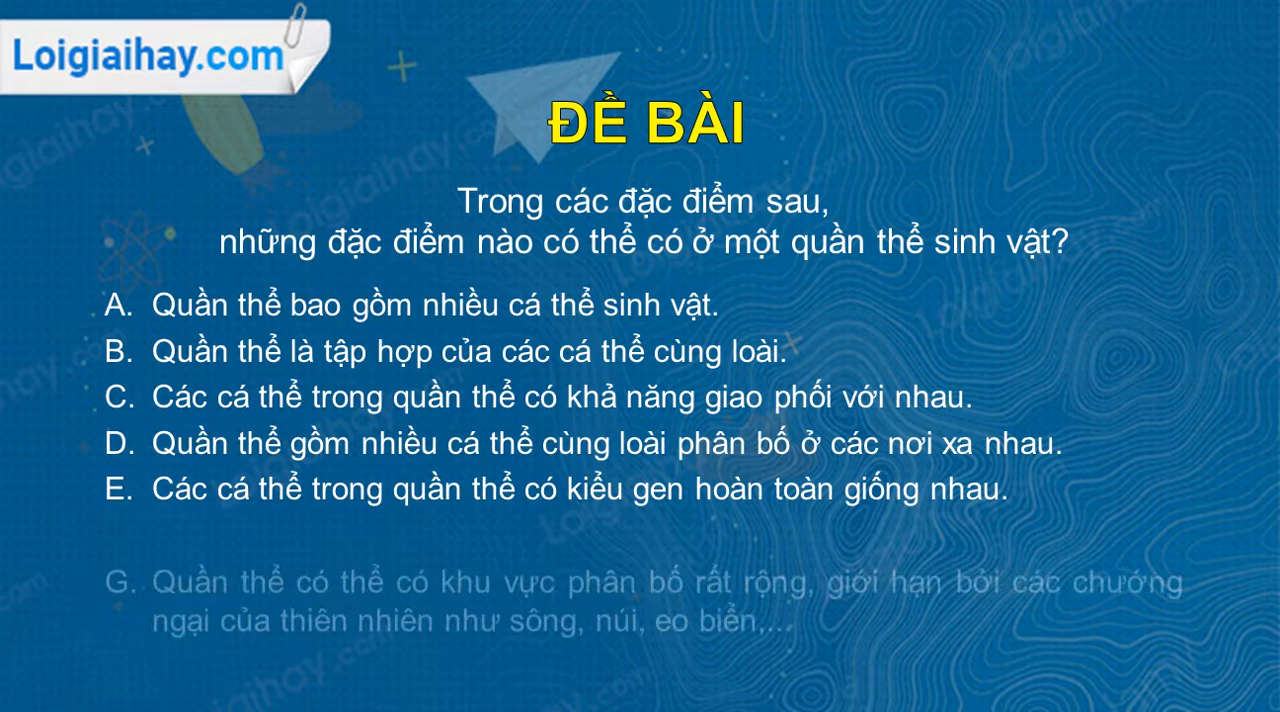 Loigiaihay.com
ĐỀ BÀI
Trong các đặc điểm sau,
những đặc điểm nào có thể có ở một quần thể sinh vật?
A. Quần thể bao gồm nhiều cá thể sinh vật.
B. Quần thể là tập hợp của các cá thể cùng loài.
C. Các cá thể trong quần thể có khả năng giao phối với nhau.
D. Quần thể gồm nhiều cá thể cùng loài phân bố ở các nơi xa nhau.
E. Các cá thể trong quần thể có kiểu gen hoàn toàn giống nhau.
G. Quần thể có thể có khu vực phân bố rất rộng, giới hạn bởi các chướng
ngại của thiên nhiên như sông, núi, eo biển,...